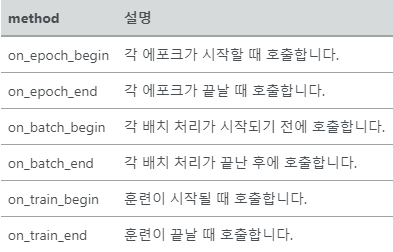 method 설명
on_epoch_begin 각 에포크가 시작할 때 호출합니다.
on_epoch_end 각 에포크가 끝날 때 호출합니다.
on_batch_begin 각 배치 처리가 시작되기 전에 호출합니다.
on_batch_end 각 배치 처리가 끝난 후에 호출합니다.
on_train_begin 훈련이 시작될 때 호출합니다.
on_train_end 훈련이 끝날 때 호출합니다.